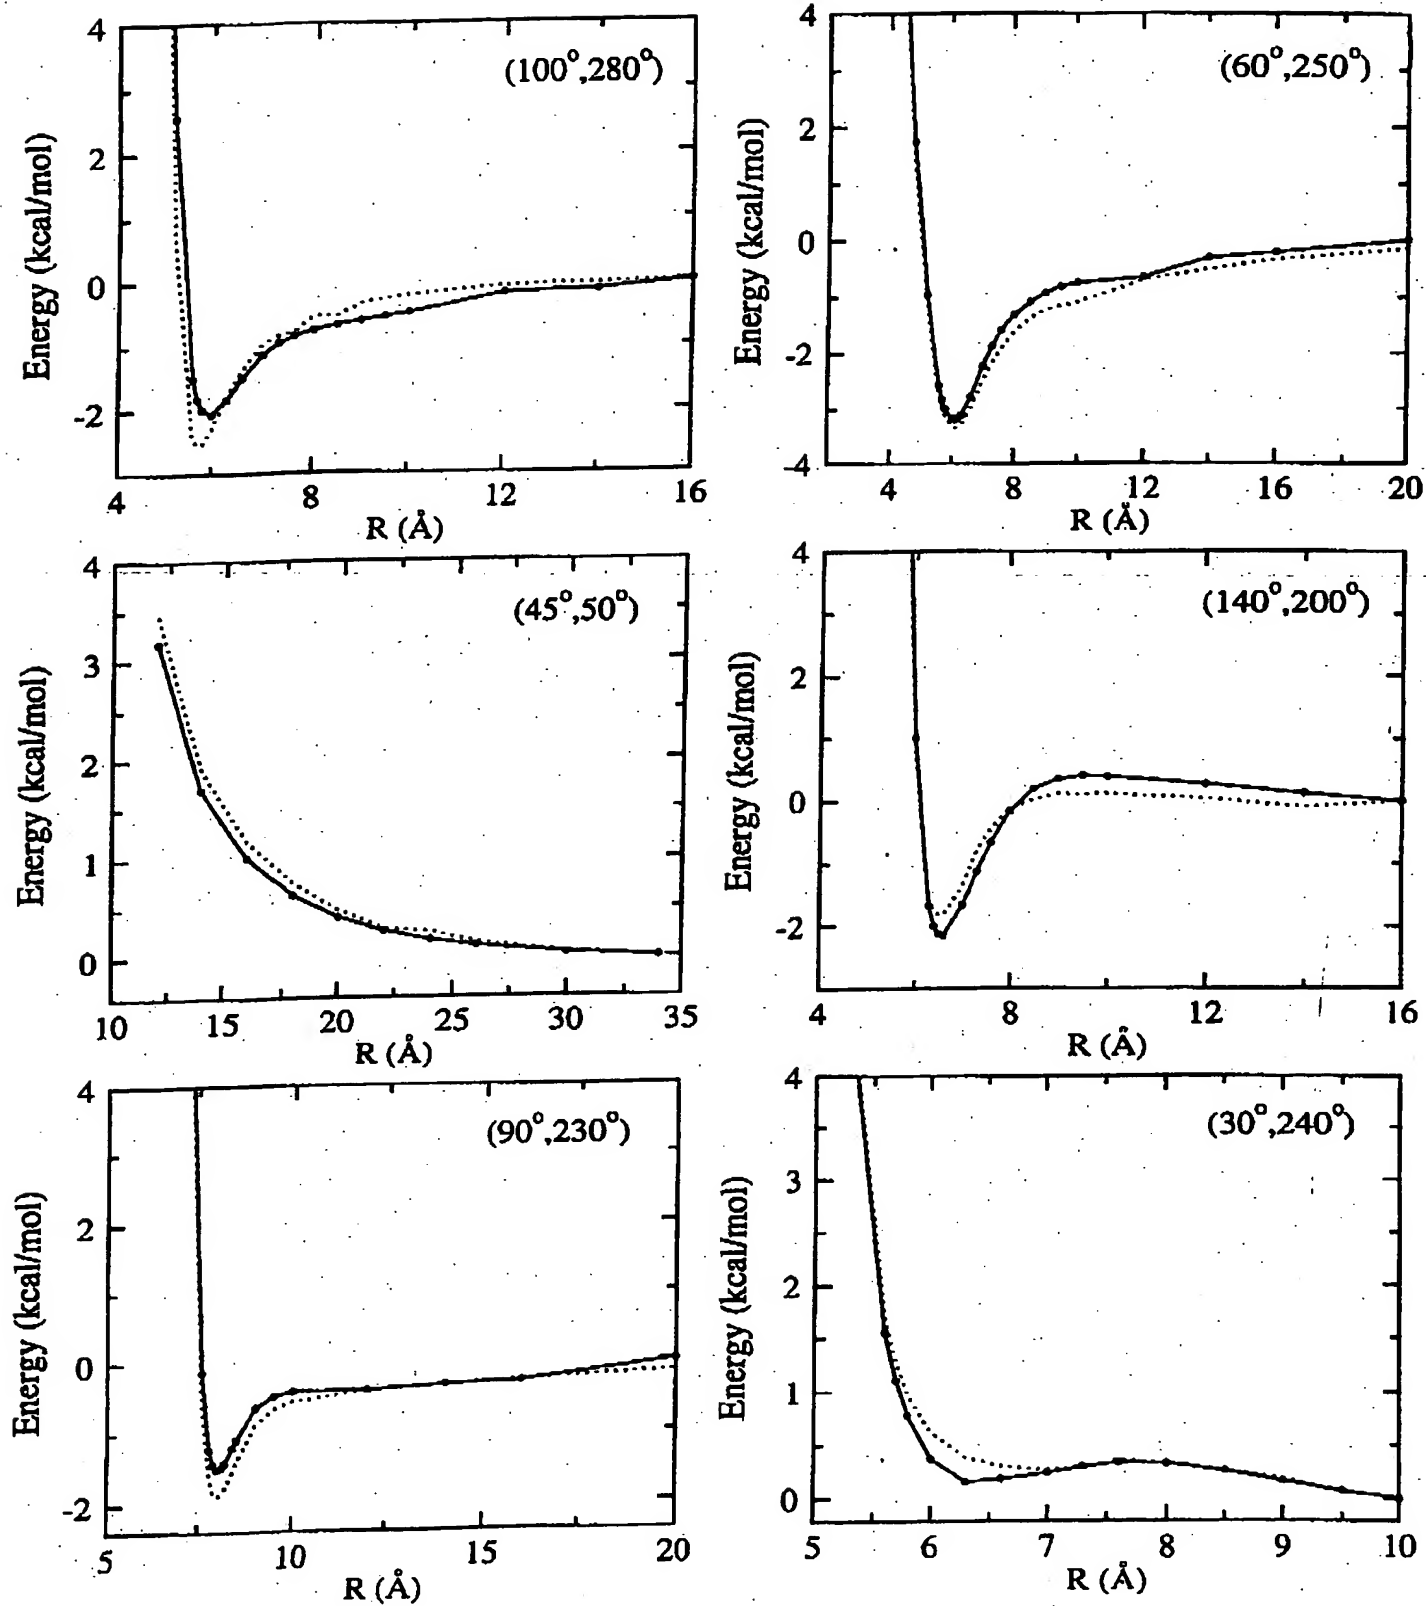 4
2
0
-2
Energy (kcal/mol)
(100°,280°)
4 8 12 16
R (Å)
4
2
0
-2
-4
Energy (kcal/mol)
(60°,250°)
4 8 12 16 20
R (Å)
4
3
2
1
0
Energy (kcal/mol)
(45°,50°)
10 15 20 25 30 35
R (Å)
4
2
0
-2
Energy (kcal/mol)
(140°,200°)
4 8 12 16
R (Å)
4
2
0
-2
Energy (kcal/mol)
(90°,230°)
5 10 15 20
R (Å)
4
3
2
1
0
Energy (kcal/mol)
(30°,240°)
5 6 7 8 9 10
R (Å)